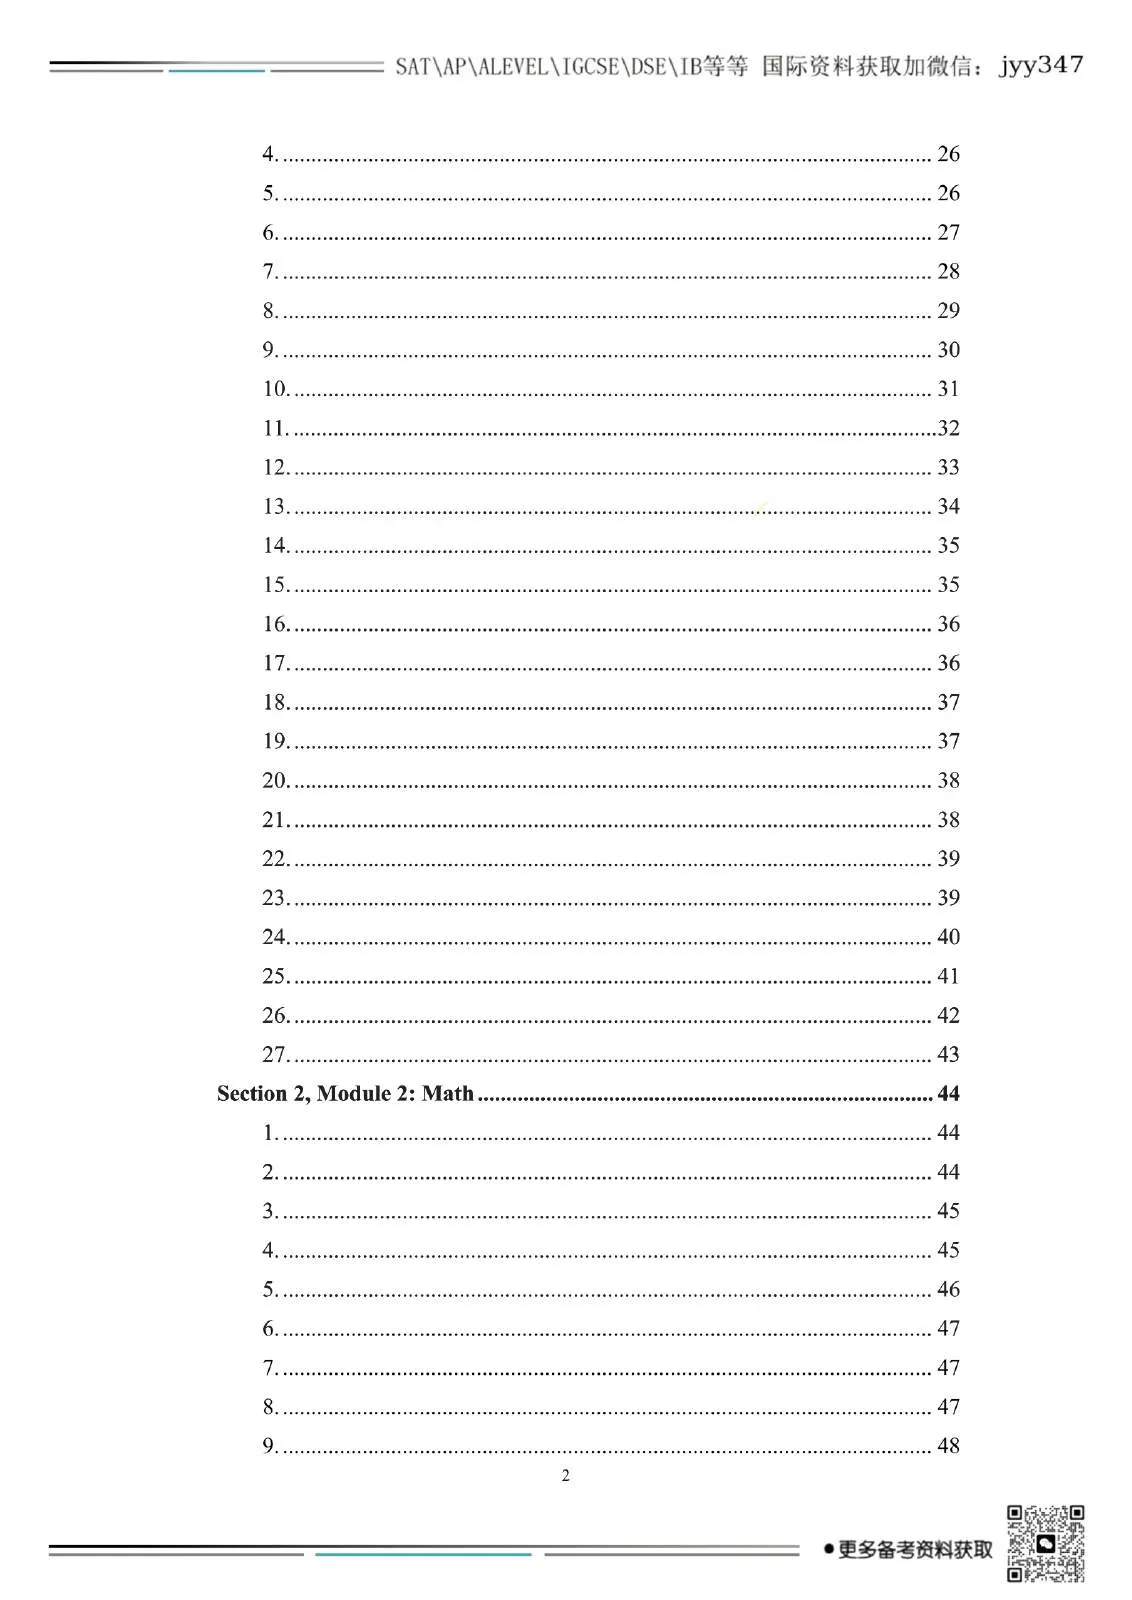 SAT\AP\ALEVEL\IGCSE\DSE\IB等等 国际资料获取加微信：jyy347
4. ........................................ 26
5. ........................................ 26
6. ........................................ 27
7. ........................................ 28
8. ........................................ 29
9. ........................................ 30
10. ........................................ 31
11. ........................................ 32
12. ........................................ 33
13. ........................................ 34
14. ........................................ 35
15. ........................................ 35
16. ........................................ 36
17. ........................................ 36
18. ........................................ 37
19. ........................................ 37
20. ........................................ 38
21. ........................................ 38
22. ........................................ 39
23. ........................................ 39
24. ........................................ 40
25. ........................................ 41
26. ........................................ 42
27. ........................................ 43
Section 2, Module 2: Math ........................................ 44
1. ........................................ 44
2. ........................................ 44
3. ........................................ 45
4. ........................................ 45
5. ........................................ 46
6. ........................................ 47
7. ........................................ 47
8. ........................................ 47
9. ........................................ 48
2
●更多备考资料获取